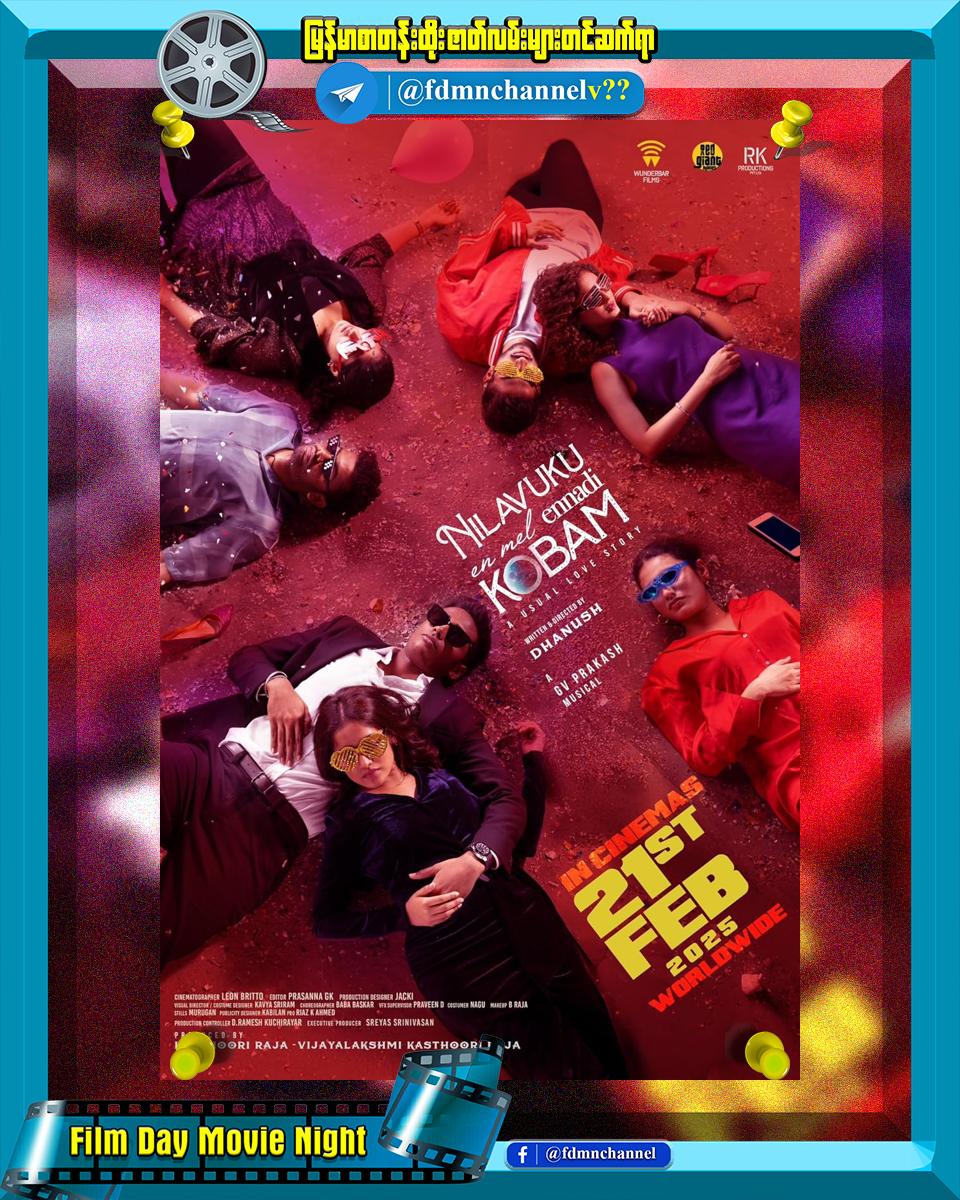 မြန်မာစာတန်းထိုးဇာတ်လမ်းများတင်ဆက်ရာ
@fdmnchannelv??
WUNDERBAR
FILMS
RED
giant
RK
PRODUCTIONS
NILAVUKU
en mel ennadi
KOBAM
A USUAL LOVE STORY
WRITTEN & DIRECTED BY
DHANUSH
A
GV PRAKASH
MUSICAL
IN CINEMAS
21ST
FEB
2025
WORLDWIDE
CINEMATOGRAPHER LEON BRITTO EDITOR PRASANNA GK PRODUCTION DESIGNER JACKI
VISUAL DIRECTOR / COSTUME DESIGNER KAVYA SRIRAM CHOREOGRAPHER BABA BASKAR VFX SUPERVISOR PRAVEEN D COSTUMER NAGU MAKEUP B RAJA
STILLS MURUGAN PUBLICITY DESIGNER KABILAN PRO RIAZ K AHMED
PRODUCTION CONTROLLER D.RAMESH KUCHIRAYAR EXECUTIVE PRODUCER SREYAS SRINIVASAN
BY
RAJA - VIJAYALAKSHMI
Film Day Movie Night
@fdmnchannel